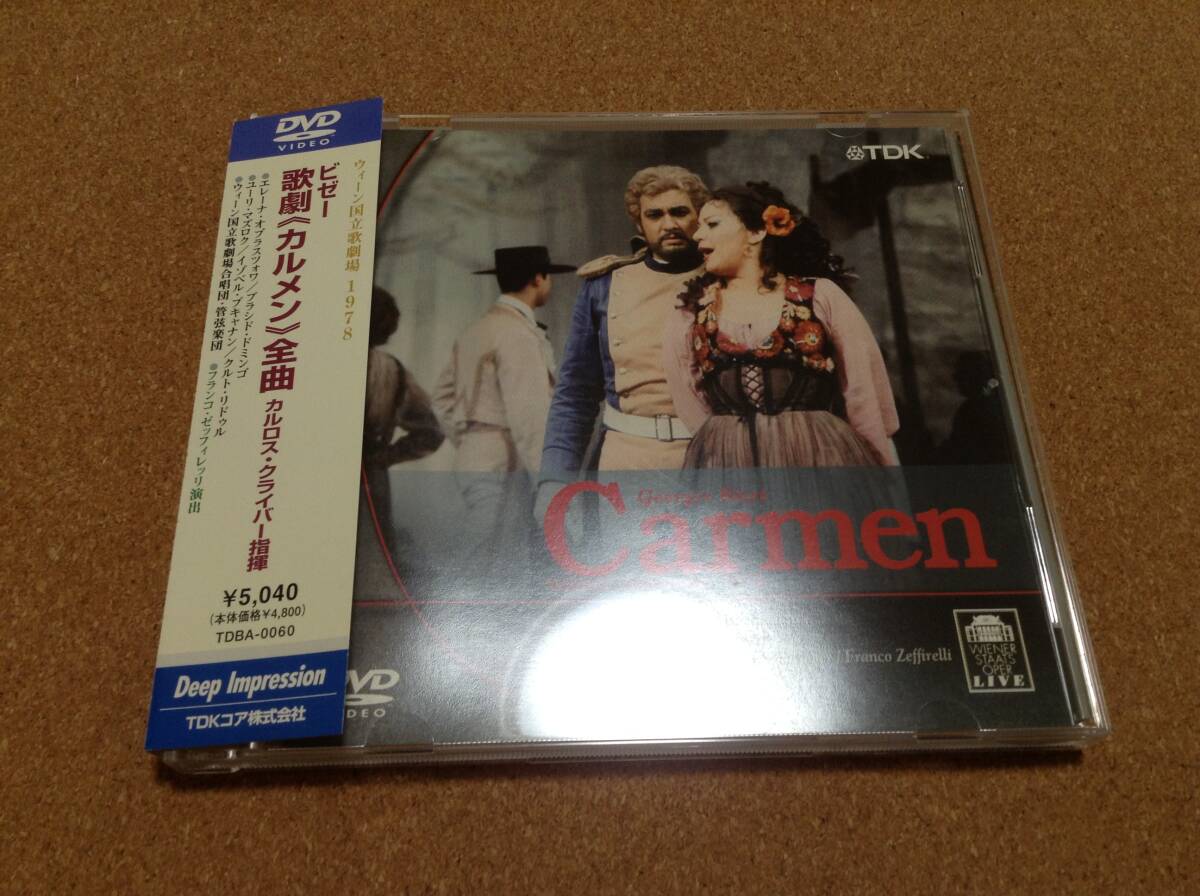 DVD
VIDEO
ウィーン国立歌劇場 1978
ビゼー
歌劇《カルメン》全曲 カルロス・クライバー指揮
●エレーナ・オブラスツォワ/プラシド・ドミンゴ
●ユーリ・マズロク/イゾベル・ブキャナン/クルト・リドゥル
●ウィーン国立歌劇場合唱団・管弦楽団 ●フランコ・ゼッフィレッリ演出
¥5,040
(本体価格¥4,800)
TDBA-0060
Deep Impression
TDKコア株式会社
TDK
Georges Bizet
Carmen
/ Franco Zeffirelli
WIENER
STAATS
OPER
LIVE
DVD
VIDEO